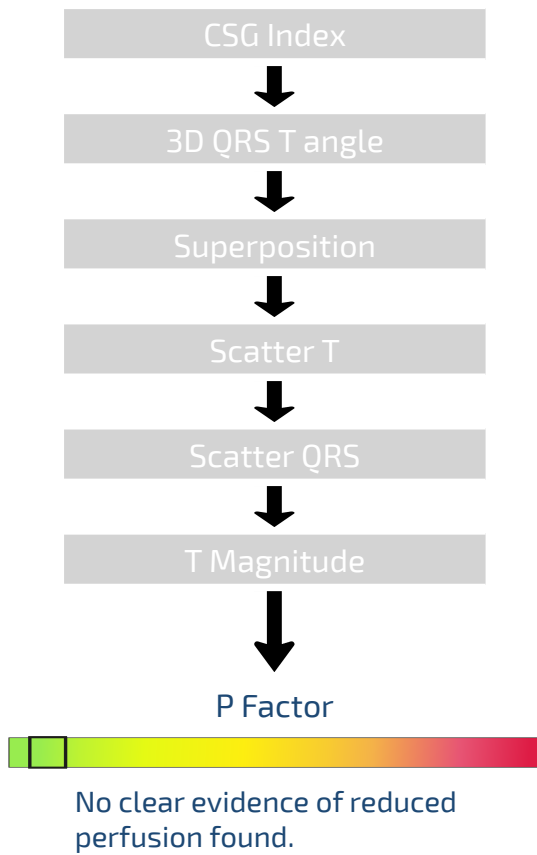 CSG Index
3D QRS T angle
Superposition
Scatter T
Scatter QRS
T Magnitude
P Factor
No clear evidence of reduced
perfusion found.